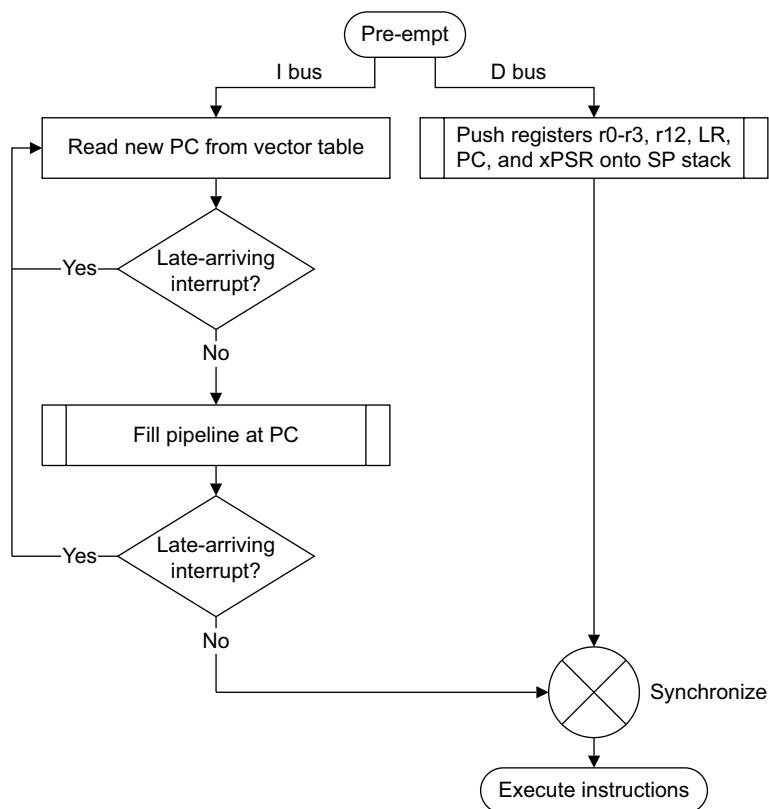 Pre-empt
I bus
D bus
Read new PC from vector table
Push registers r0-r3, r12, LR,
PC, and xPSR onto SP stack
Yes
Late-arriving
interrupt?
No
Fill pipeline at PC
Yes
Late-arriving
interrupt?
No
Synchronize
Execute instructions